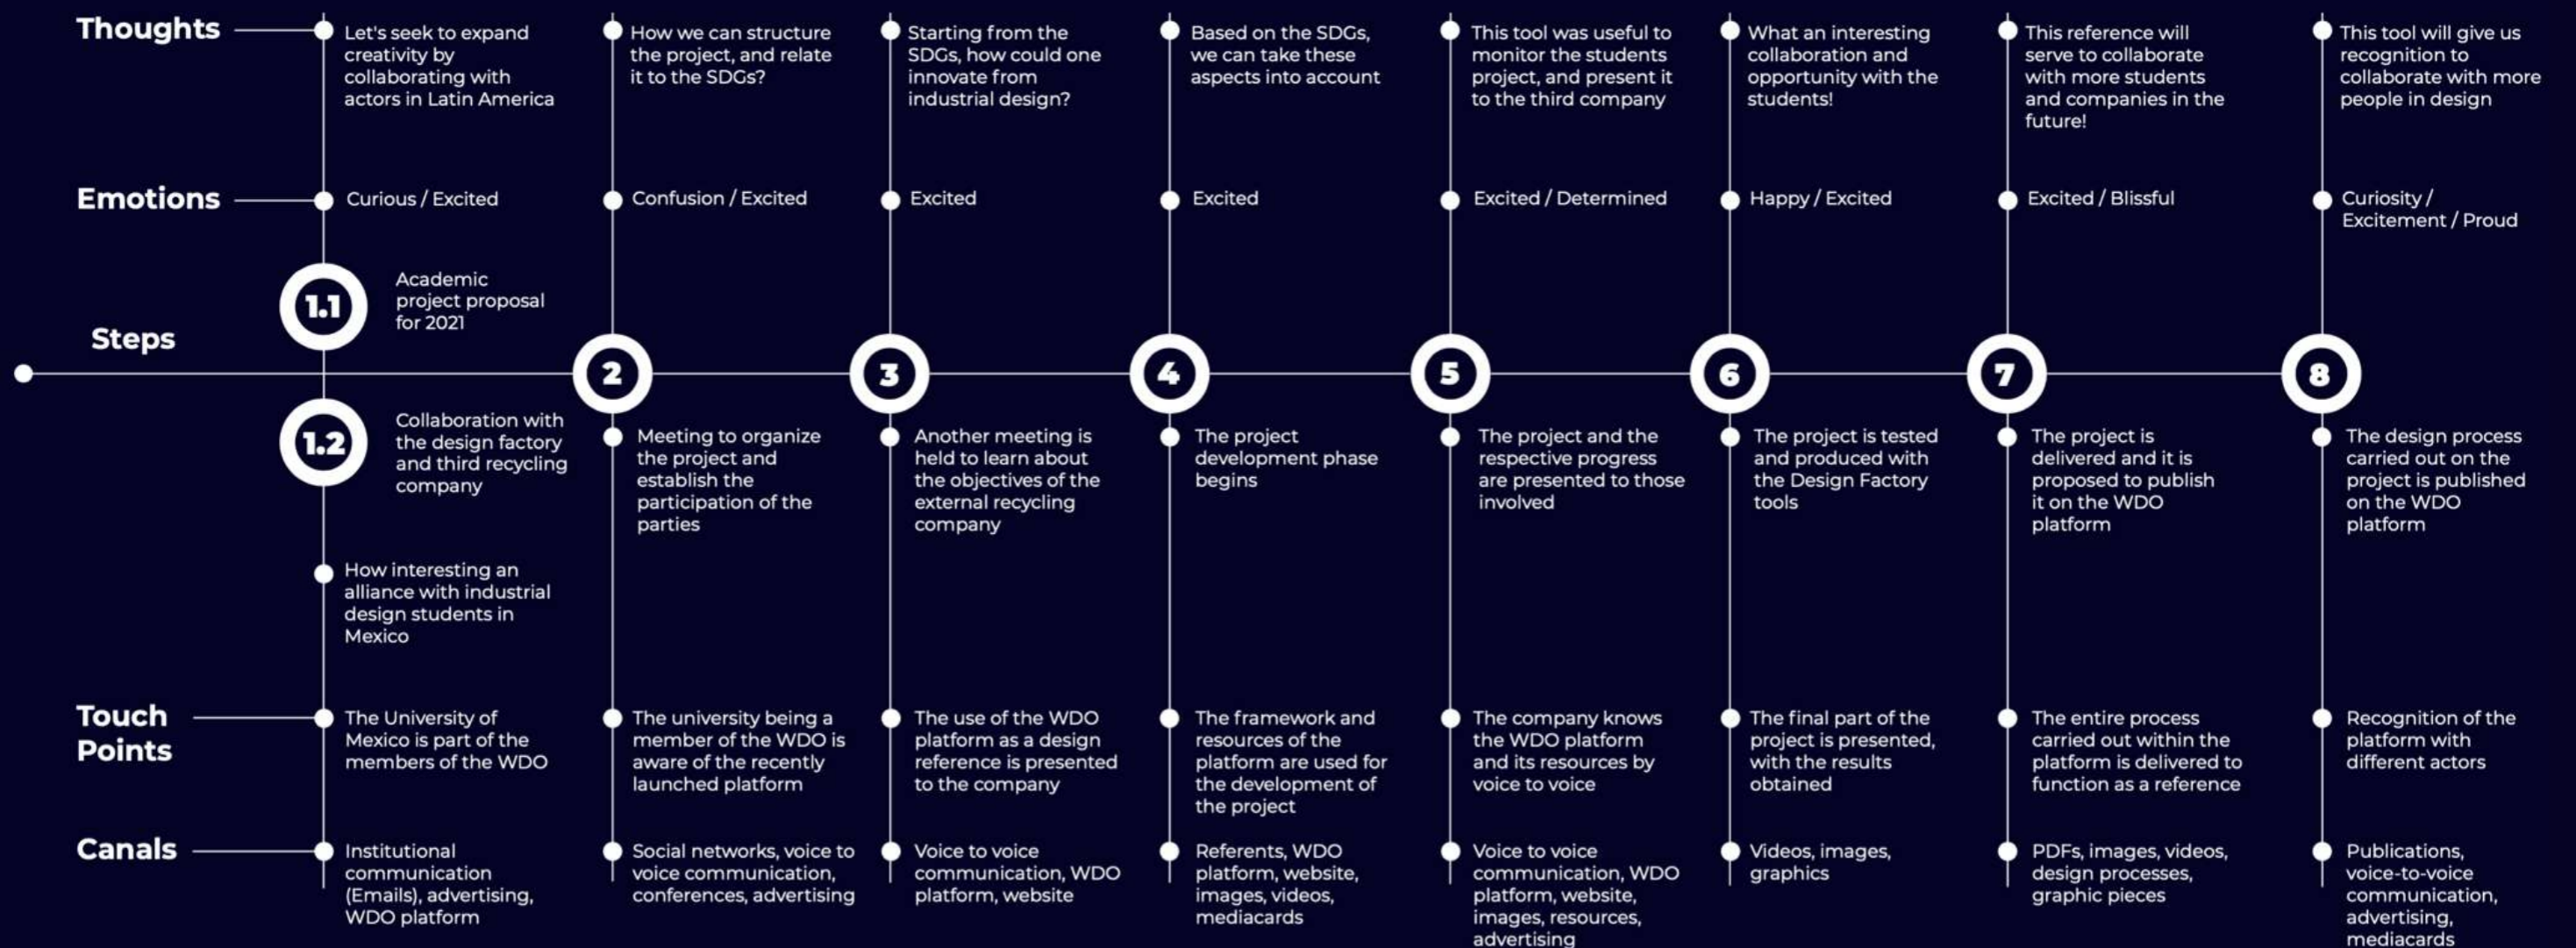 Thoughts
Let's seek to expand
creativity by
collaborating with
actors in Latin America
How we can structure
the project, and relate
it to the SDGs?
Starting from the
SDGs, how could one
innovate from
industrial design?
Based on the SDGs,
we can take these
aspects into account
This tool was useful to
monitor the students
project, and present it
to the third company
What an interesting
collaboration and
opportunity with the
students!
This reference will
serve to collaborate
with more students
and companies in the
future!
This tool will give us
recognition to
collaborate with more
people in design
Emotions
Curious / Excited
Confusion / Excited
Excited
Excited
Excited / Determined
Happy / Excited
Excited / Blissful
Curiosity /
Excitement / Proud
Steps
1.1
Academic
project proposal
for 2021
1.2
Collaboration with
the design factory
and third recycling
company
How interesting an
alliance with industrial
design students in
Mexico
2
Meeting to organize
the project and
establish the
participation of the
parties
3
Another meeting is
held to learn about
the objectives of the
external recycling
company
4
The project
development phase
begins
5
The project and the
respective progress
are presented to those
involved
6
The project is tested
and produced with
the Design Factory
tools
7
The project is
delivered and it is
proposed to publish
it on the WDO
platform
8
The design process
carried out on the
project is published
on the WDO
platform
Touch
Points
The University of
Mexico is part of the
members of the WDO
The university being a
member of the WDO is
aware of the recently
launched platform
The use of the WDO
platform as a design
reference is presented
to the company
The framework and
resources of the
platform are used for
the development of
the project
The company knows
the WDO platform
and its resources by
voice to voice
The final part of the
project is presented,
with the results
obtained
The entire process
carried out within the
platform is delivered to
function as a reference
Recognition of the
platform with
different actors
Canals
Institutional
communication
(Emails), advertising,
WDO platform
Social networks, voice to
voice communication,
conferences, advertising
Voice to voice
communication, WDO
platform, website
Referents, WDO
platform, website,
images, videos,
mediacards
Voice to voice
communication, WDO
platform, website,
images, resources,
advertising
Videos, images,
graphics
PDFs, images, videos,
design processes,
graphic pieces
Publications,
voice-to-voice
communication,
advertising,
mediacards